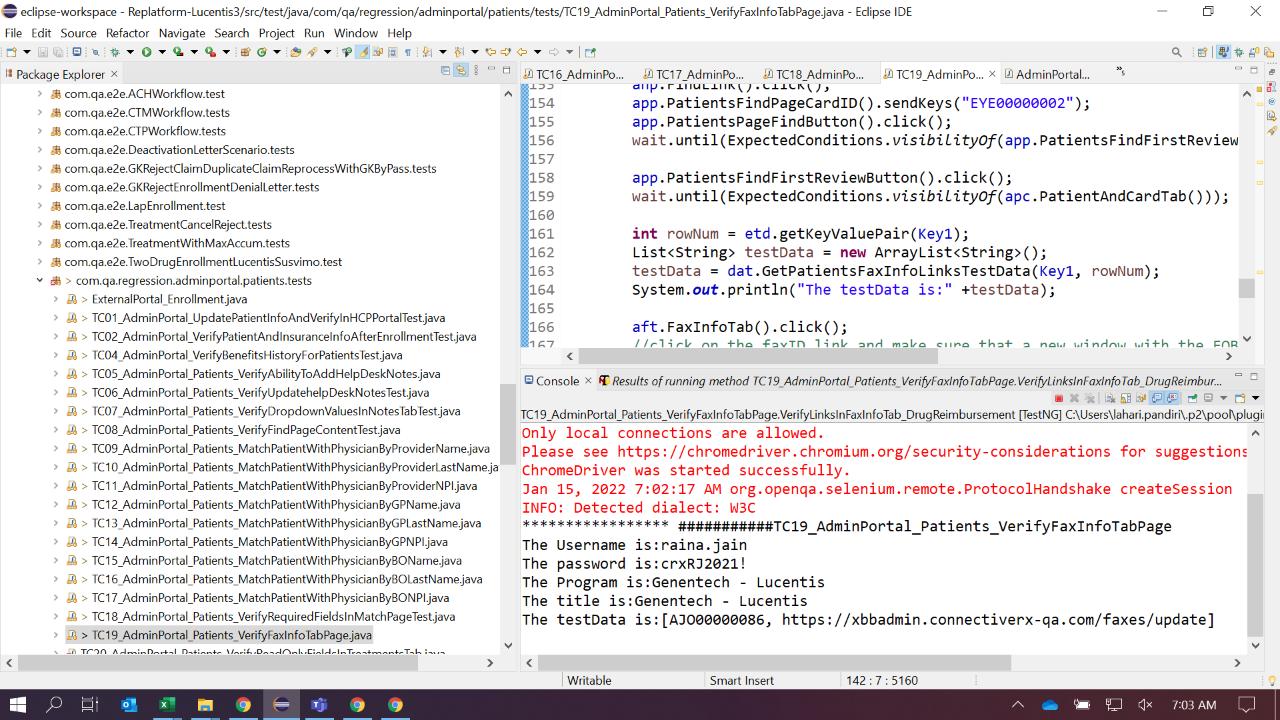 eclipse-workspace - Replatform-Lucentis3/src/test/java/com/qa/regression/adminportal/patients/tests/TC19_AdminPortal_Patients_VerifyFaxInfoTabPage.java - Eclipse IDE
File Edit Source Refactor Navigate Search Project Run Window Help
Package Explorer
com.qa.e2e.ACHWorkflow.test
com.qa.e2e.CTMWorkflow.tests
com.qa.e2e.CTPWorkflow.tests
com.qa.e2e.DeactivationLetterScenario.tests
com.qa.e2e.GKRejectClaimDuplicateClaimReprocessWithGKByPass.tests
com.qa.e2e.GKRejectEnrollmentDenialLetter.tests
com.qa.e2e.LapEnrollment.test
com.qa.e2e.TreatmentCancelReject.tests
com.qa.e2e.TreatmentWithMaxAccum.tests
com.qa.e2e.TwoDrugEnrollmentLucentisSusvimo.test
> com.qa.regression.adminportal.patients.tests
> ExternalPortal_Enrollment.java
> TC01_AdminPortal_UpdatePatientInfoAndVerifyInHCPPortalTest.java
> TC02_AdminPortal_VerifyPatientAndInsuranceInfoAfterEnrollmentTest.java
> TC04_AdminPortal_VerifyBenefitsHistoryForPatientsTest.java
> TC05_AdminPortal_Patients_VerifyAbilityToAddHelpDeskNotes.java
> TC06_AdminPortal_Patients_VerifyUpdatehelpDeskNotesTest.java
> TC07_AdminPortal_Patients_VerifyDropdownValuesInNotesTabTest.java
> TC08_AdminPortal_Patients_VerifyFindPageContentTest.java
> TC09_AdminPortal_Patients_MatchPatientWithPhysicianByProviderName.java
> TC10_AdminPortal_Patients_MatchPatientWithPhysicianByProviderLastName.ja
> TC11_AdminPortal_Patients_MatchPatientWithPhysicianByProviderNPI.java
> TC12_AdminPortal_Patients_MatchPatientWithPhysicianByGPName.java
> TC13_AdminPortal_Patients_MatchPatientWithPhysicianByGPLastName.java
> TC14_AdminPortal_Patients_MatchPatientWithPhysicianByGPNPI.java
> TC15_AdminPortal_Patients_MatchPatientWithPhysicianByBOName.java
> TC16_AdminPortal_Patients_MatchPatientWithPhysicianByBOLastName.java
> TC17_AdminPortal_Patients_MatchPatientWithPhysicianByBONPI.java
> TC18_AdminPortal_Patients_VerifyRequiredFieldsInMatchPageTest.java
> TC19_AdminPortal_Patients_VerifyFaxInfoTabPage.java
> TC20_AdminPortal_Patients_VerifyReadOnlyFieldsInTreatmentsTab.java
TC16_AdminPo... TC17_AdminPo... TC18_AdminPo... TC19_AdminPo... AdminPortal... »5
153 anp.FindLink().click();
154 app.PatientsFindPageCardID().sendKeys("EYE00000002");
155 app.PatientsPageFindButton().click();
156 wait.until(ExpectedConditions.visibilityOf(app.PatientsFindFirstReview
157
158 app.PatientsFindFirstReviewButton().click();
159 wait.until(ExpectedConditions.visibilityOf(apc.PatientAndCardTab()));
160
161 int rowNum = etd.getKeyValuePair(Key1);
162 List<String> testData = new ArrayList<String>();
163 testData = dat.GetPatientsFaxInfoLinksTestData(Key1, rowNum);
164 System.out.println("The testData is:" +testData);
165
166 aft.FaxInfoTab().click();
167 //click on the faxID link and make sure that a new window with the EOB
Console Results of running method TC19_AdminPortal_Patients_VerifyFaxInfoTabPage.VerifyLinksInFaxInfoTab_DrugReimbur...
TC19_AdminPortal_Patients_VerifyFaxInfoTabPage.VerifyLinksInFaxInfoTab_DrugReimbursement [TestNG] C:\Users\lahari.pandiri\.p2\pool\plugi
Only local connections are allowed.
Please see https://chromedriver.chromium.org/security-considerations for suggestions
ChromeDriver was started successfully.
Jan 15, 2022 7:02:17 AM org.openqa.selenium.remote.ProtocolHandshake createSession
INFO: Detected dialect: W3C
***************** ###########TC19_AdminPortal_Patients_VerifyFaxInfoTabPage
The Username is:raina.jain
The password is:crxRJ2021!
The Program is:Genentech - Lucentis
The title is:Genentech - Lucentis
The testData is:[AJO00000086, https://xbbadmin.connectiverx-qa.com/faxes/update]
Writable Smart Insert 142 : 7 : 5160
7:03 AM